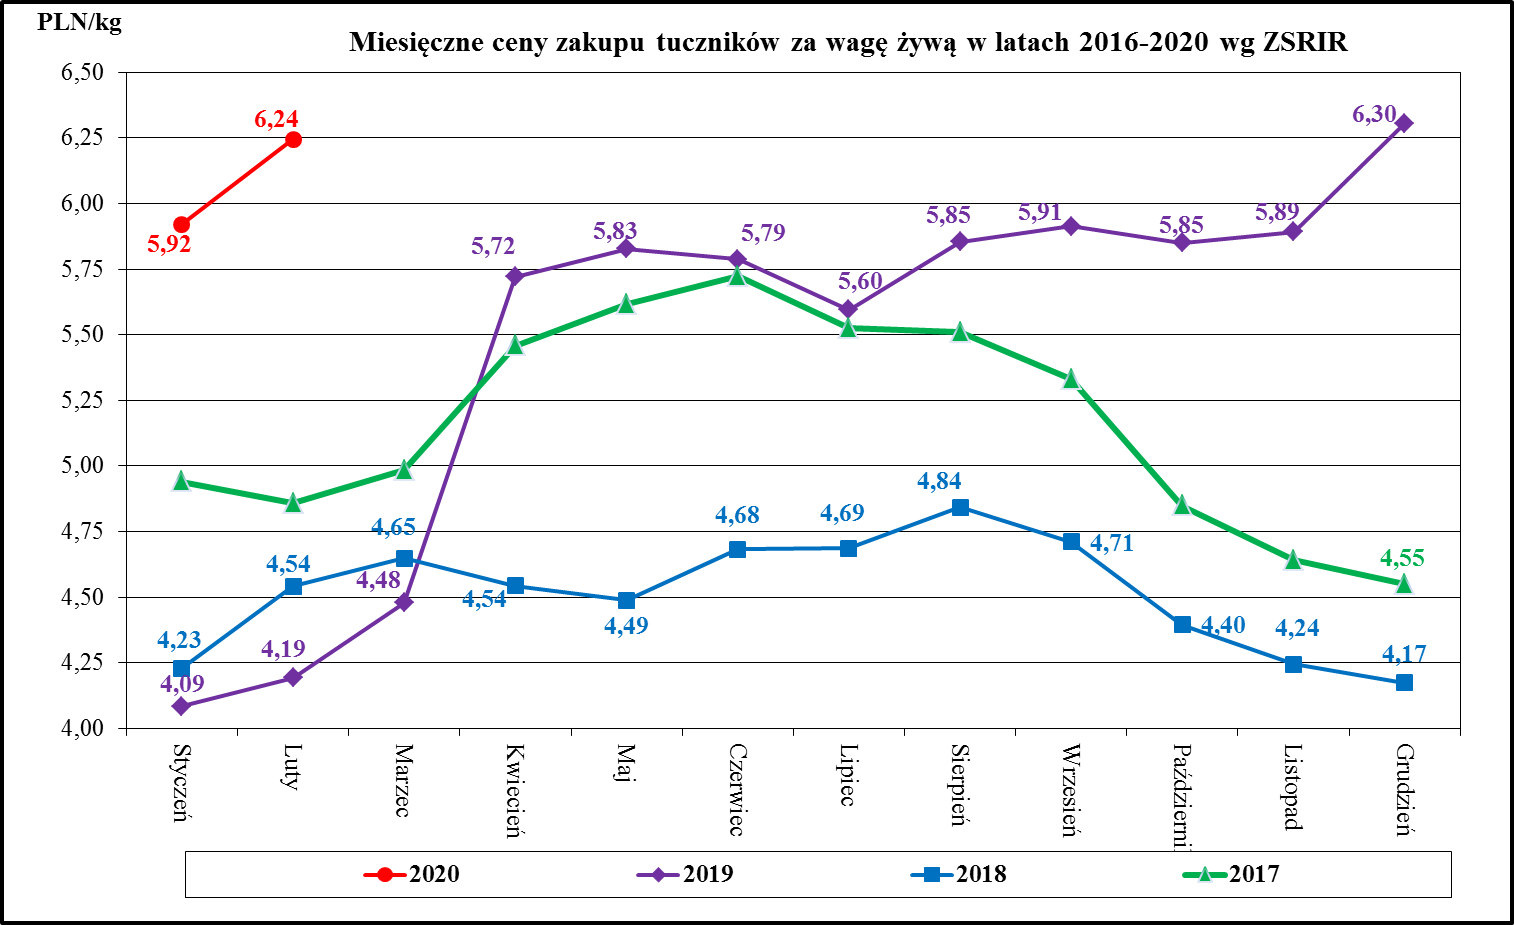 PLN/kg
Miesięczne ceny zakupu tuczników za wagę żywą w latach 2016-2020 wg ZSRIR
6,50
6,25
6,00
5,75
5,50
5,25
5,00
4,75
4,50
4,25
4,00
6,24
5,92
6,30
5,72
5,83
5,79
5,60
5,85
5,91
5,85
5,89
4,48
4,19
4,09
4,23
4,54
4,65
4,54
4,49
4,68
4,69
4,84
4,71
4,40
4,24
4,17
4,55
Styczeń
Luty
Marzec
Kwiecień
Maj
Czerwiec
Lipiec
Sierpień
Wrzesień
Październi
Listopad
Grudzień
2020 2019 2018 2017